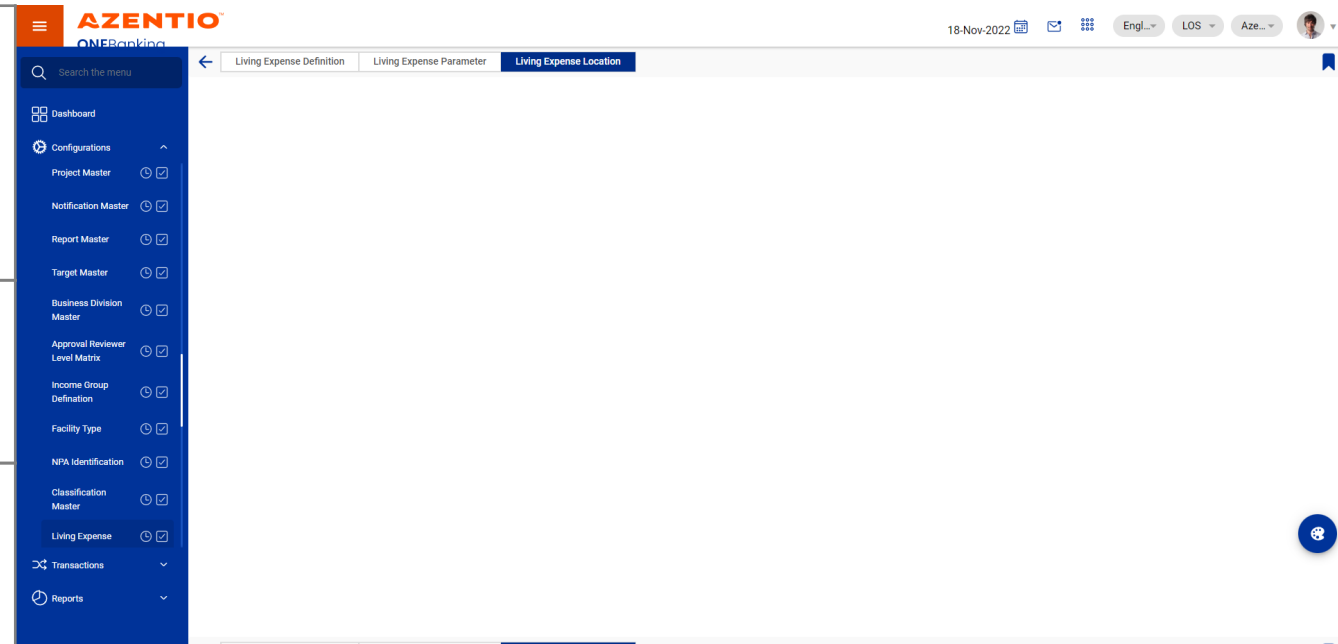 AZENTIO™
ONEBanking
18-Nov-2022
Engl...
LOS
Aze...
Search the menu
Living Expense Definition
Living Expense Parameter
Living Expense Location
Dashboard
Configurations
Project Master
Notification Master
Report Master
Target Master
Business Division
Master
Approval Reviewer
Level Matrix
Income Group
Defination
Facility Type
NPA Identification
Classification
Master
Living Expense
Transactions
Reports